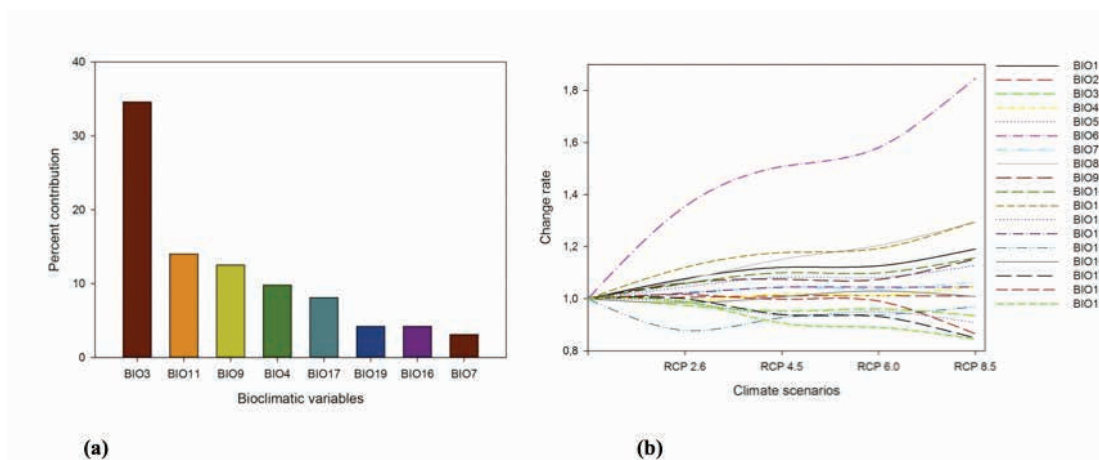 40
30
20
10
0
Percent contribution
BIO3 BIO11 BIO9 BIO4 BIO17 BIO19 BIO16 BIO7
Bioclimatic variables
(a)
1,8
1,6
1,4
1,2
1,0
0,8
Change rate
RCP 2.6 RCP 4.5 RCP 6.0 RCP 8.5
Climate scenarios
BIO1
BIO2
BIO3
BIO4
BIO5
BIO6
BIO7
BIO8
BIO9
BIO1
BIO1
BIO1
BIO1
BIO1
BIO1
BIO1
BIO1
BIO1
(b)